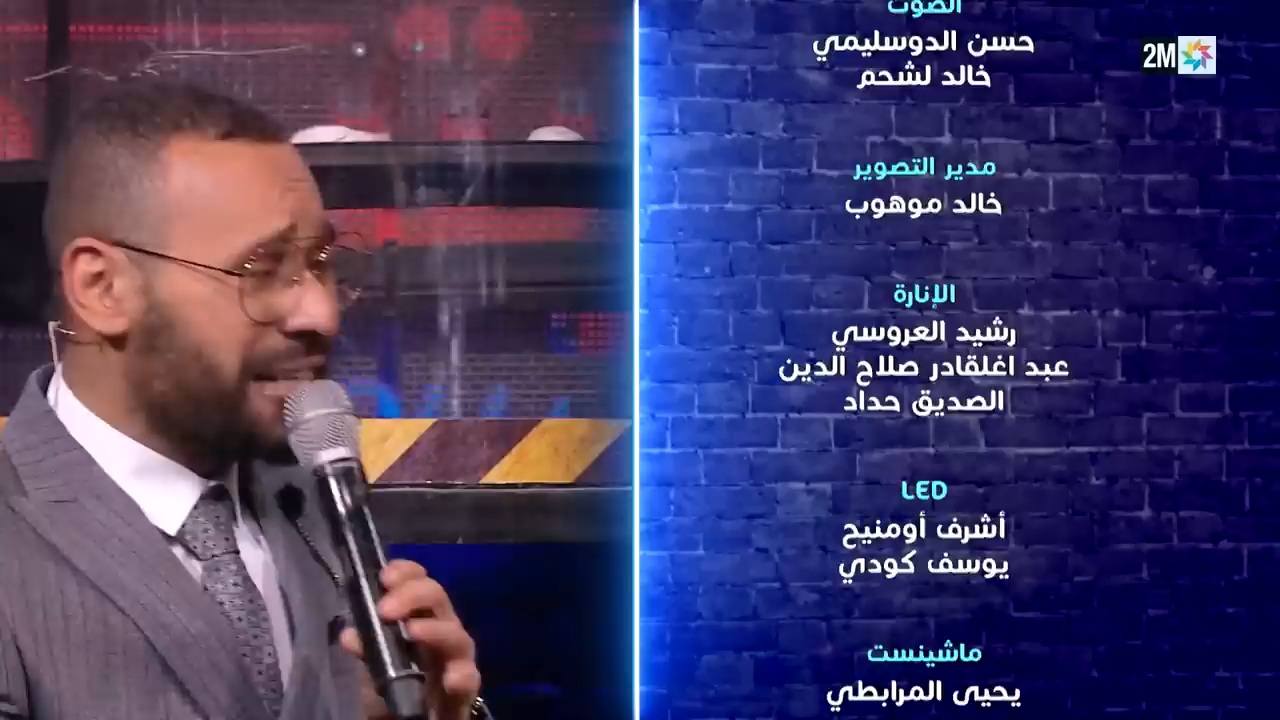 الصوت
حسن الدوسليمي
خالد لشحم
2M
مدير التصوير
خالد موهوب
الإنارة
رشيد العروسي
عبد اغلقادر صلاح الدين
الصديق حداد
LED
أشرف أومنيح
يوسف كودي
ماشينست
يحيى المرابطي